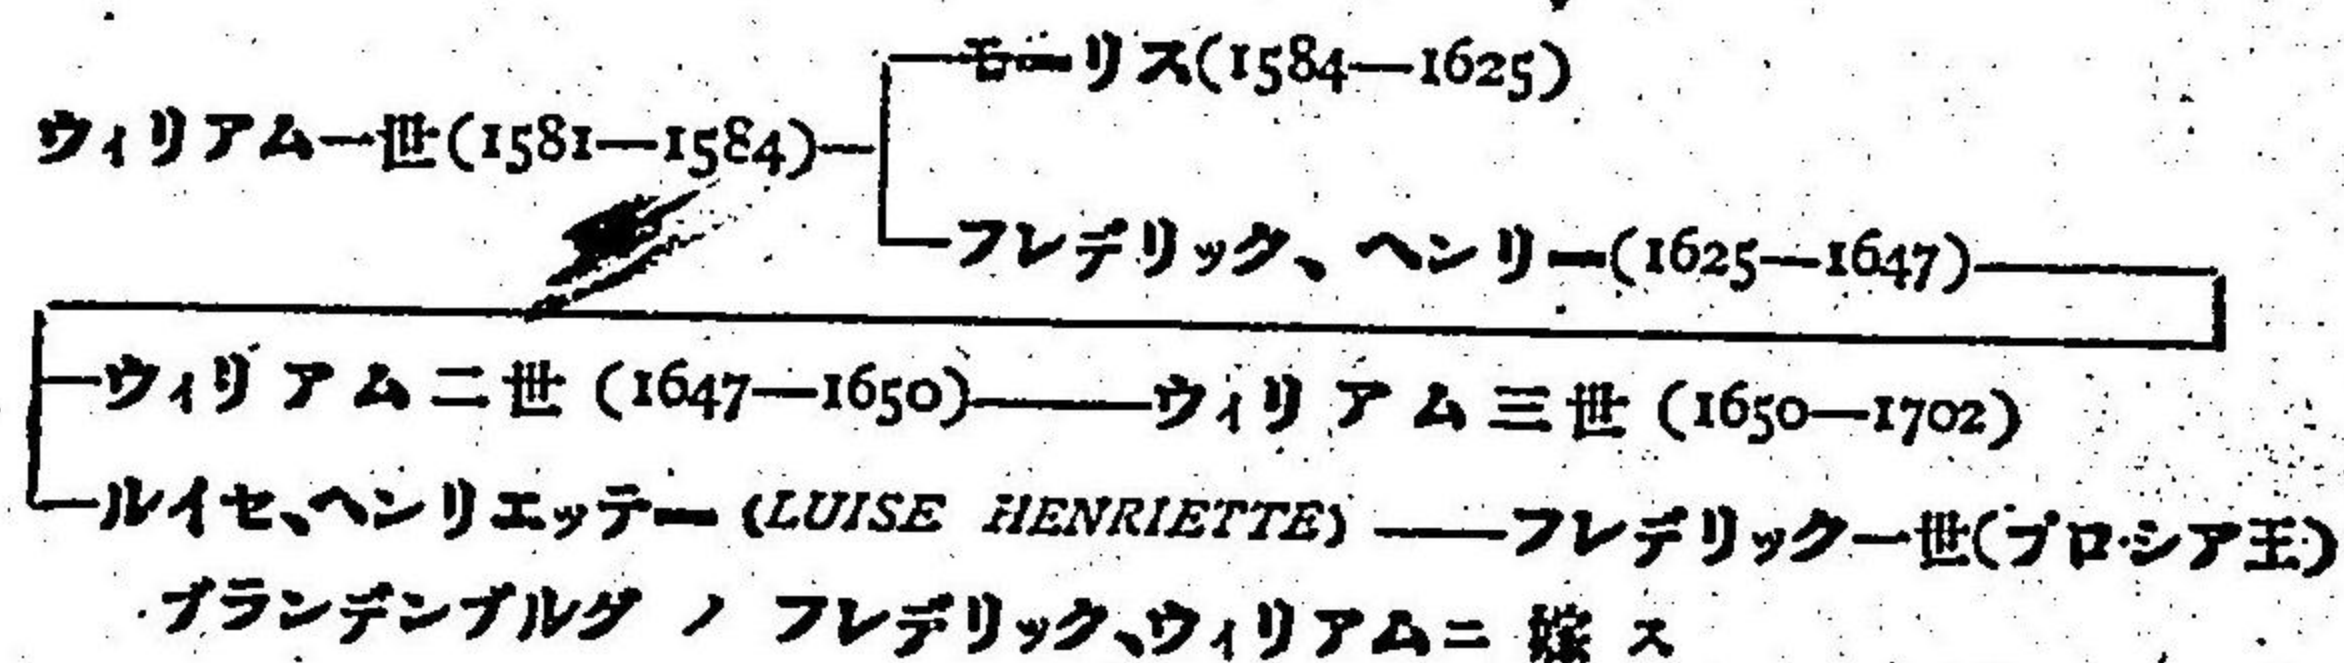 モーリス(1584—1625)
ウィリアム一世(1581—1584)
フレデリック、ヘンリー(1625—1647)
ウィリアム二世(1647—1650)——ウィリアム三世(1650—1702)
ルイセ、ヘンリエッテー(LUISE HENRIETTE)——フレデリック一世(プロシア王)
ブランデンブルグノフレデリック、ウィリアムニ嫁ス